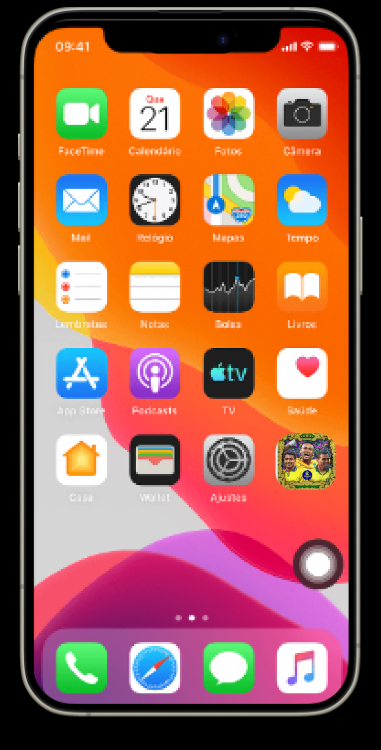 09:41
FaceTime
Qua
21
Calendário
Fotos
Câmera
Mail
Relógio
Mapas
Tempo
Lembretes
Notas
Bolsa
Livros
App Store
Podcasts
tv
TV
Saúde
Casa
Wallet
Ajustes